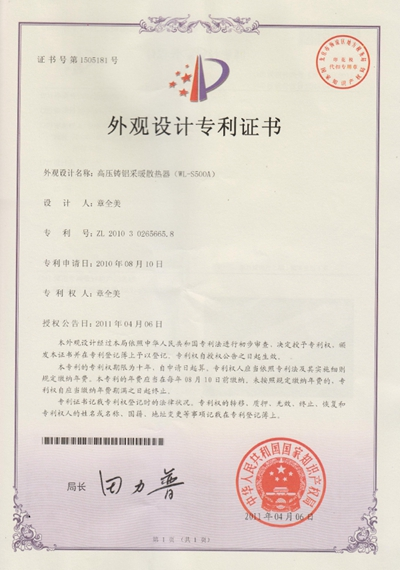 证书号第1505181号
外观设计专利证书
外观设计名称：高压铸铝采暖散热器（WL-S500A）
设计人：章全美
专利号：ZL 2010 3 0265665.8
专利申请日：2010年08月10日
专利权人：章全美
授权公告日：2011年04月06日
本外观设计经过本局依照中华人民共和国专利法进行初步审查，决定授予专利权，颁
发本证书并在专利登记簿上予以登记。专利权自授权公告之日起生效。
本专利的专利权期限为十年，自申请日起算。专利权人应当依照专利法及其实施细则
规定缴纳年费。本专利的年费应当在每年08月10日前缴纳。未按照规定缴纳年费的，专利
权自应当缴纳年费期满之日起终止。
专利证书记载专利权登记时的法律状况。专利权的转移、质押、无效、终止、恢复和
专利权人的姓名或名称、国籍、地址变更等事项记载在专利登记簿上。
局长
田力普
中华人民共和国国家知识产权局
2011年04月06日
第1页（共1页）